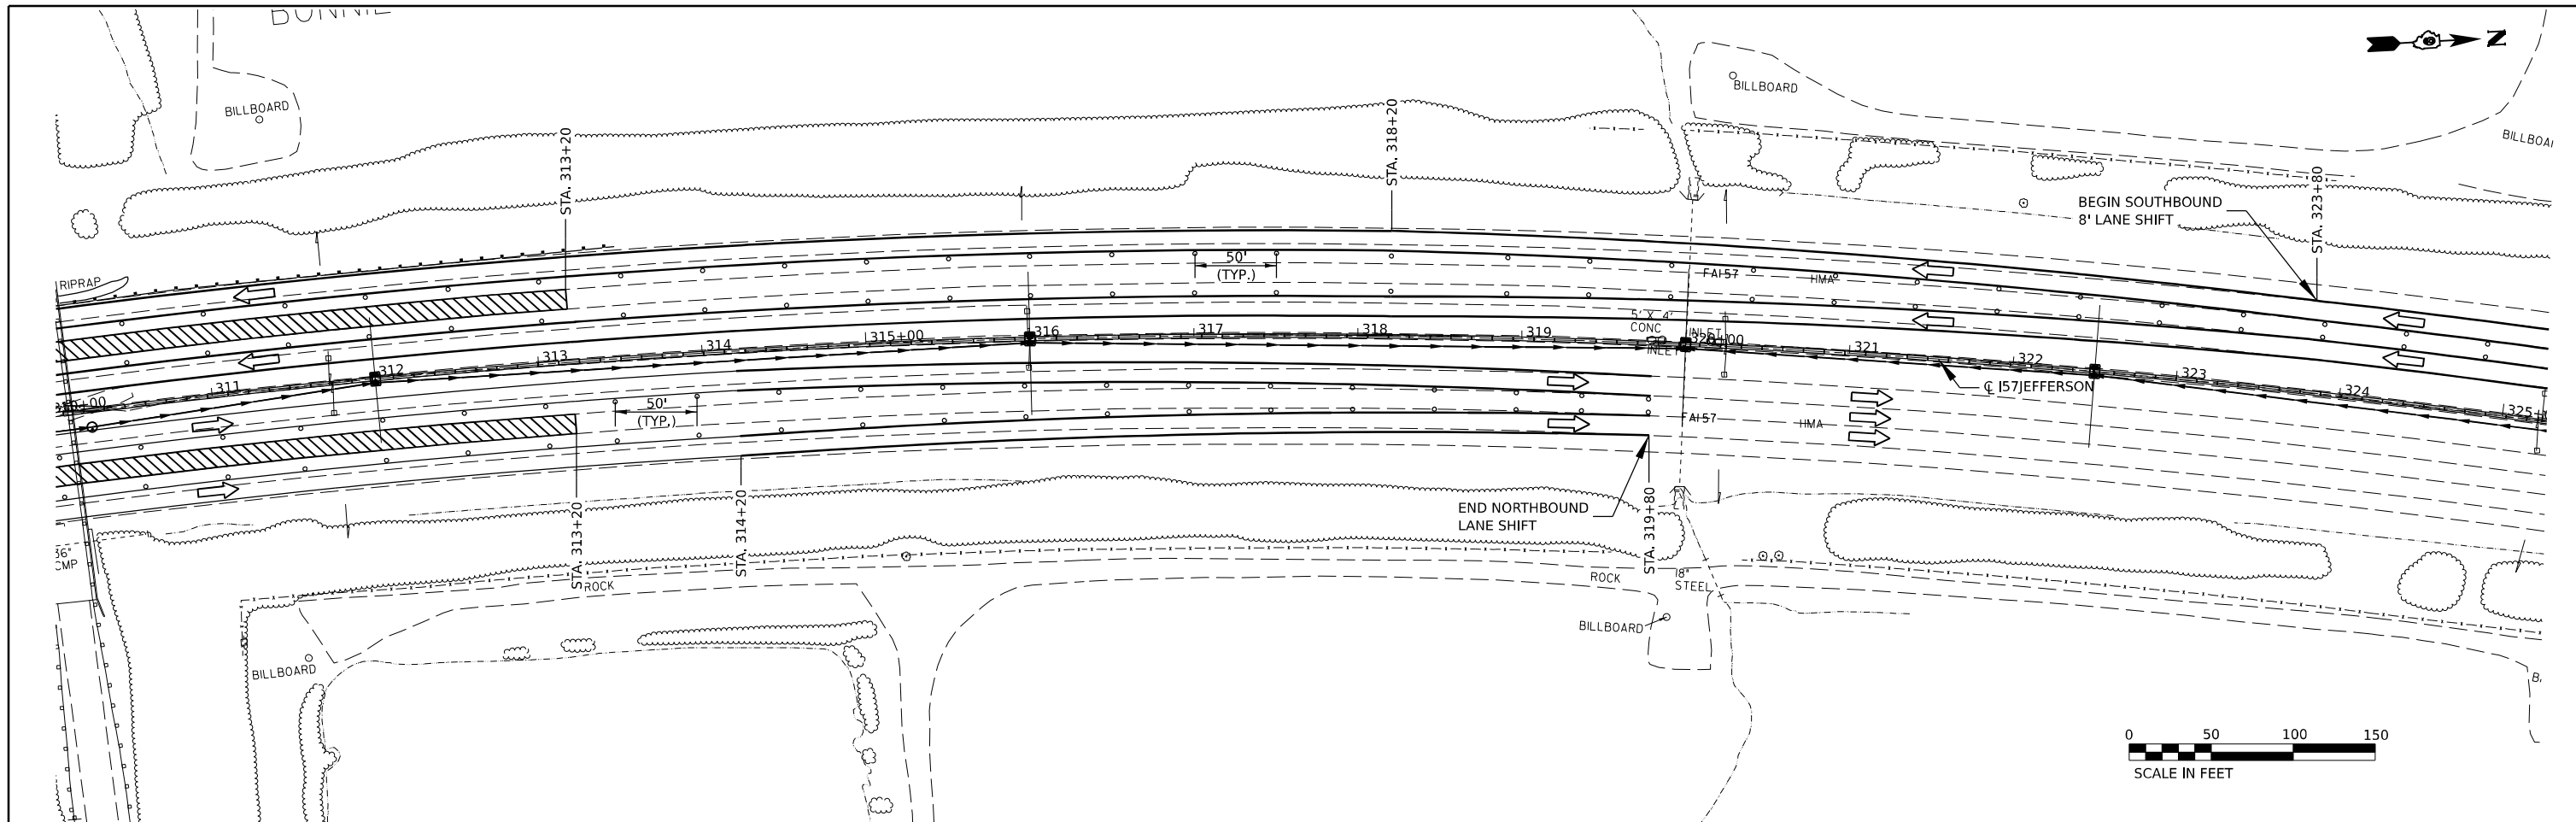 BONNIE
N
BILLBOARD
BILLBOARD
STA. 313+20
STA. 318+20
BEGIN SOUTHBOUND
8' LANE SHIFT
STA. 323+80
RIPRAP
50'
(TYP.)
FAI 57
HMA
311
312
313
314
315+00
316
317
318
319
5' X 4'
CONC
INLET
INLET
320+00
321
322
323
324
℄ I57JEFFERSON
50'
(TYP.)
FAI 57
HMA
END NORTHBOUND
LANE SHIFT
STA. 313+20
STA. 314+20
STA. 319+80
36"
CMP
ROCK
ROCK
18"
STEEL
BILLBOARD
BILLBOARD
0 50 100 150
SCALE IN FEET